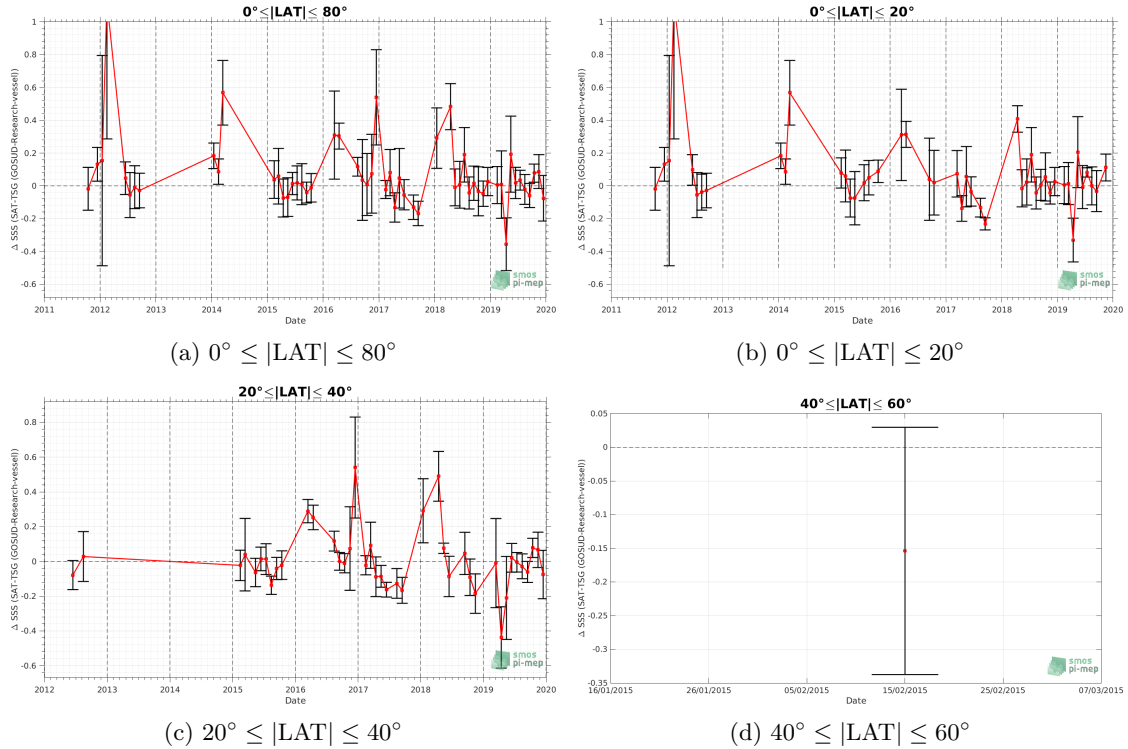 0°≤|LAT|≤ 80°
Δ SSS (SAT-TSG (GOSUD-Research-vessel))
1
0.8
0.6
0.4
0.2
0
-0.2
-0.4
-0.6
2011 2012 2013 2014 2015 2016 2017 2018 2019 2020
Date
smos
pi-mep
(a) 0° ≤ |LAT| ≤ 80°
0°≤|LAT|≤ 20°
Δ SSS (SAT-TSG (GOSUD-Research-vessel))
1
0.8
0.6
0.4
0.2
0
-0.2
-0.4
-0.6
2011 2012 2013 2014 2015 2016 2017 2018 2019 2020
Date
smos
pi-mep
(b) 0° ≤ |LAT| ≤ 20°
20°≤|LAT|≤ 40°
Δ SSS (SAT-TSG (GOSUD-Research-vessel))
0.8
0.6
0.4
0.2
0
-0.2
-0.4
-0.6
2012 2013 2014 2015 2016 2017 2018 2019 2020
Date
smos
pi-mep
(c) 20° ≤ |LAT| ≤ 40°
40°≤|LAT|≤ 60°
Δ SSS (SAT-TSG (GOSUD-Research-vessel))
0.05
0
-0.05
-0.1
-0.15
-0.2
-0.25
-0.3
-0.35
16/01/2015 26/01/2015 05/02/2015 15/02/2015 25/02/2015 07/03/2015
Date
smos
pi-mep
(d) 40° ≤ |LAT| ≤ 60°